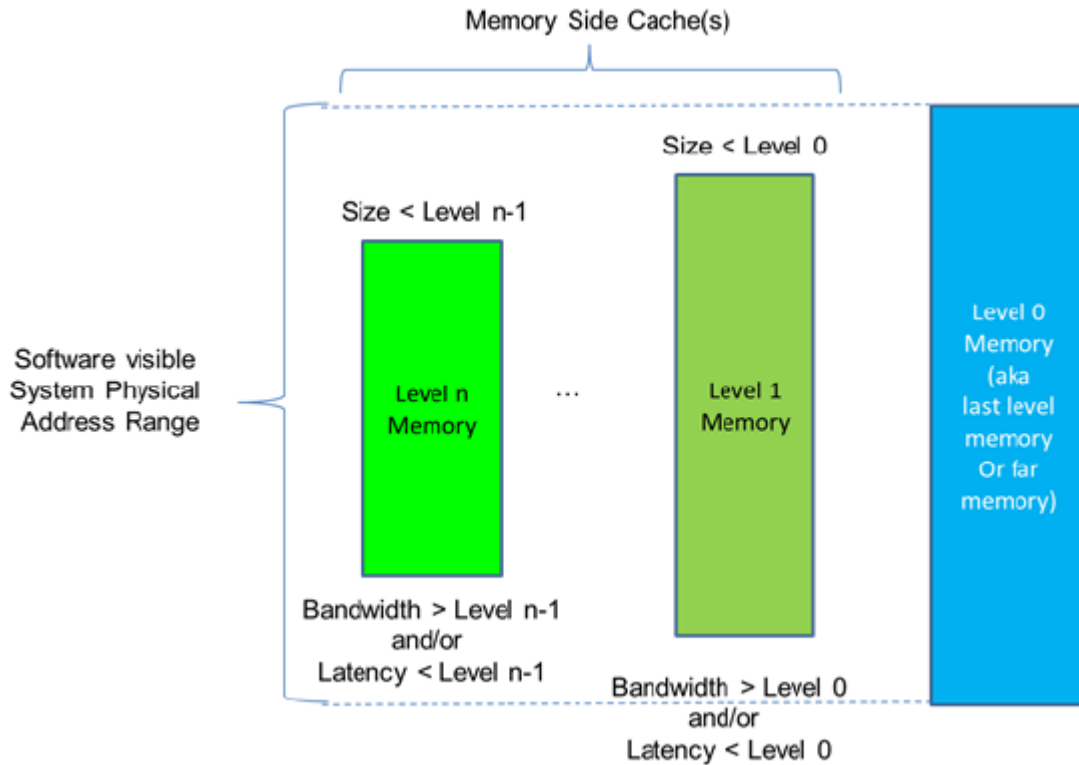 Memory Side Cache(s)
Size < Level 0
Size < Level n-1
Software visible
System Physical
Address Range
Level n
Memory
...
Level 1
Memory
Level 0
Memory
(aka
last level
memory
Or far
memory)
Bandwidth > Level n-1
and/or
Latency < Level n-1
Bandwidth > Level 0
and/or
Latency < Level 0